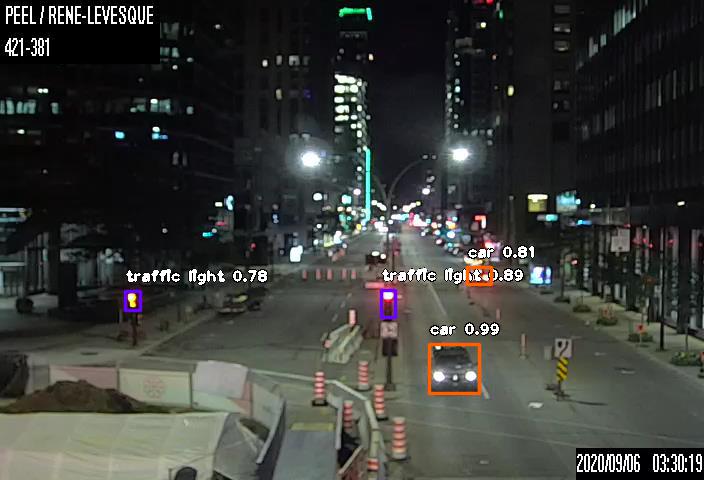 PEEL / RENE-LEVESQUE
421-381
car 0.81
traffic light 0.78
traffic light 0.89
car 0.99
2020/09/06 03:30:19